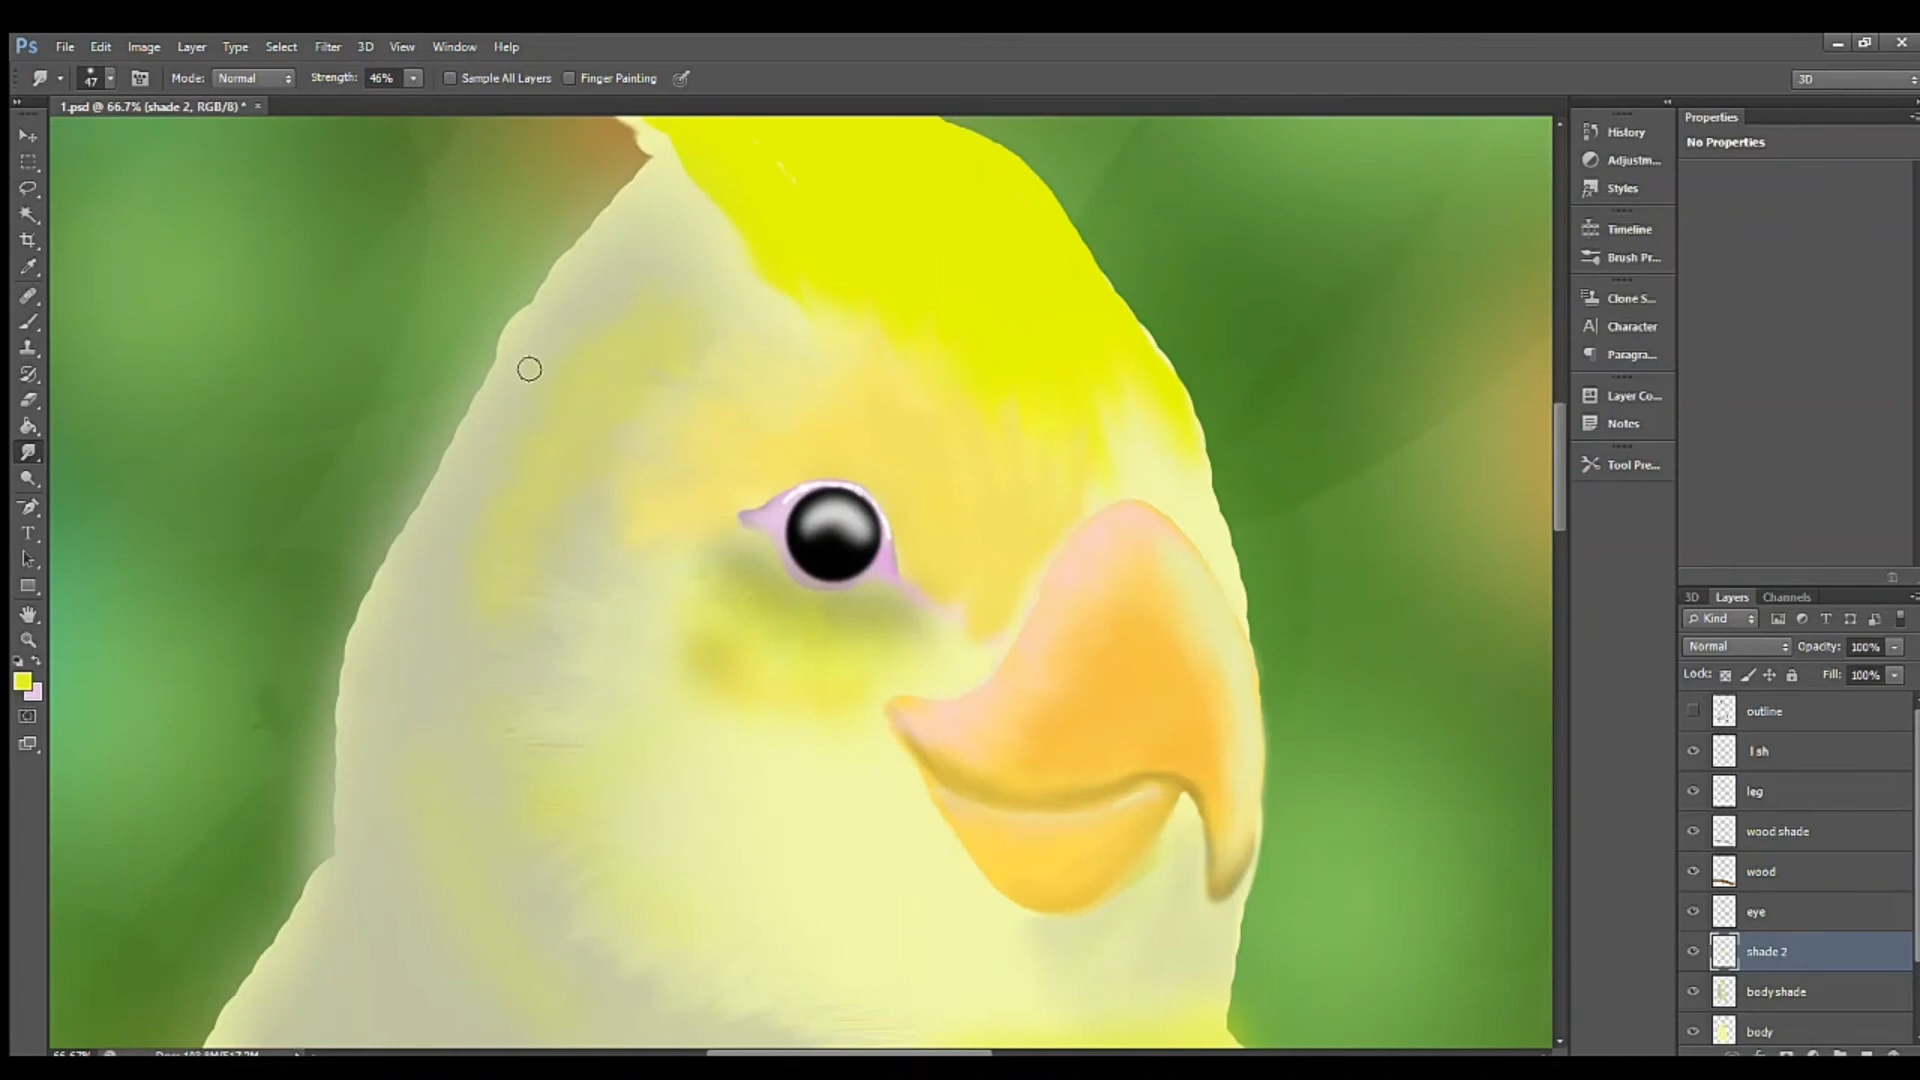 Ps File Edit Image Layer Type Select Filter 3D View Window Help
47 Mode: Normal Strength: 46% Sample All Layers Finger Painting 3D
1.psd @ 66.7% (shade 2, RGB/8) * ×
History
Adjustm...
Styles
Timeline
Brush Pr...
Clone S...
Character
Paragra...
Layer Co...
Notes
Tool Pre...
Properties
No Properties
3D Layers Channels
Kind
Normal Opacity: 100%
Lock: Fill: 100%
outline
l sh
leg
wood shade
wood
eye
shade 2
body shade
body
66.67%